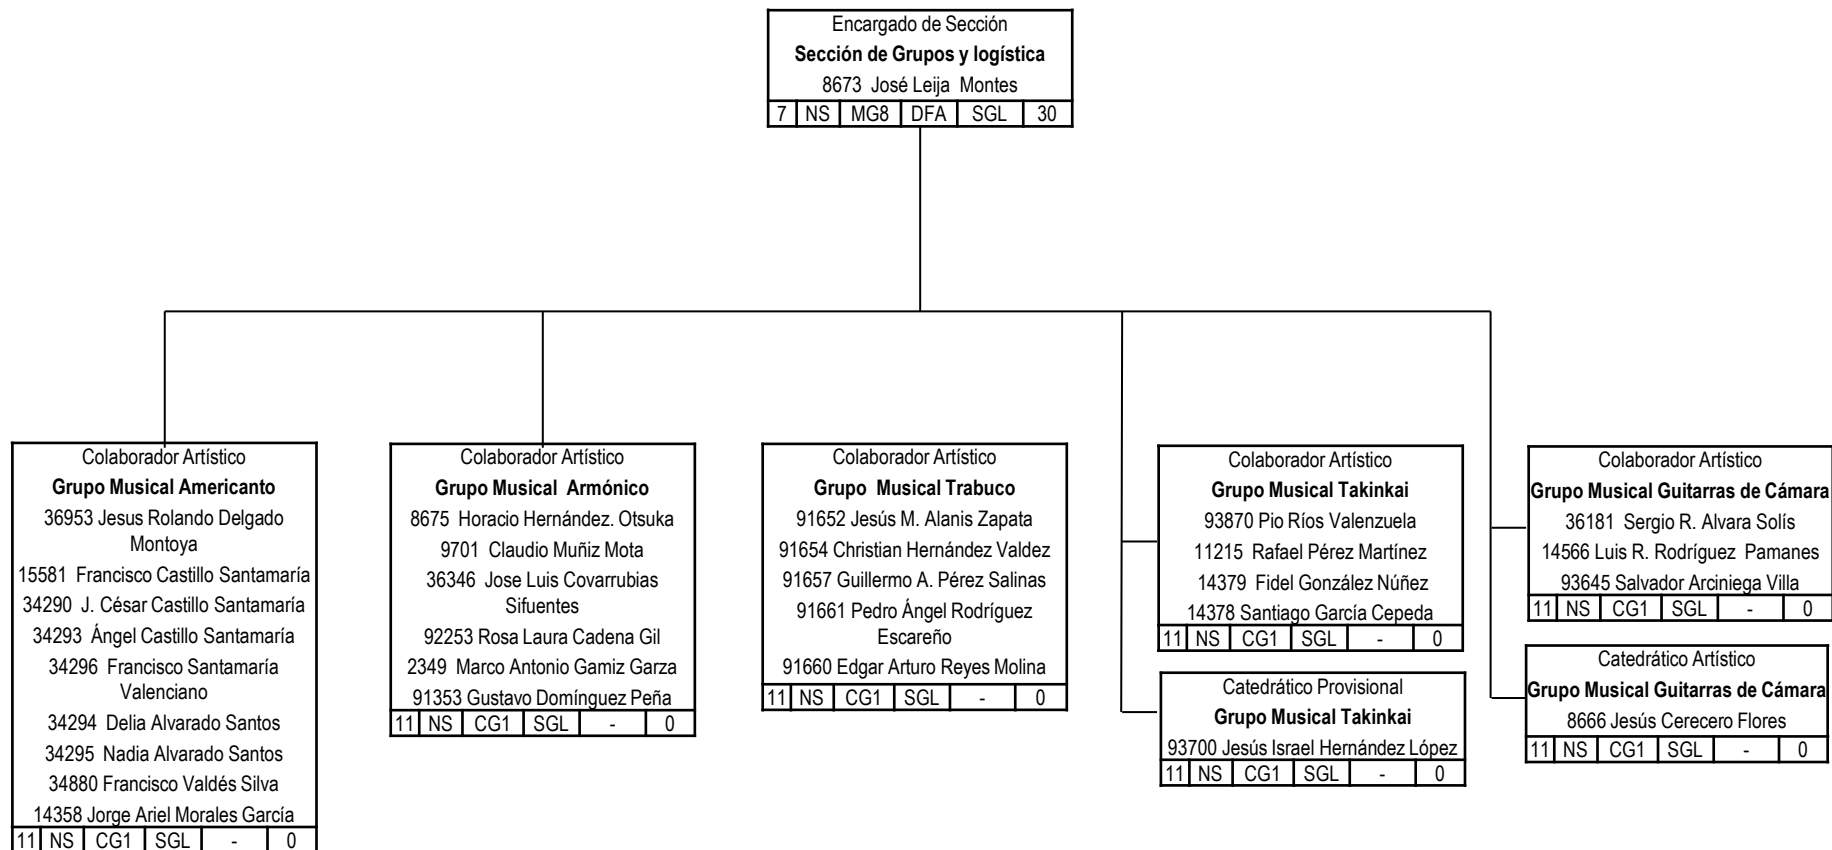 Encargado de Sección
Sección de Grupos y logística
8673 José Leija Montes
7 NS MG8 DFA SGL 30
Colaborador Artístico
Grupo Musical Americanto
36953 Jesus Rolando Delgado
Montoya
15581 Francisco Castillo Santamaría
34290 J. César Castillo Santamaría
34293 Ángel Castillo Santamaría
34296 Francisco Santamaría
Valenciano
34294 Delia Alvarado Santos
34295 Nadia Alvarado Santos
34880 Francisco Valdés Silva
14358 Jorge Ariel Morales García
11 NS CG1 SGL - 0
Colaborador Artístico
Grupo Musical Armónico
8675 Horacio Hernández. Otsuka
9701 Claudio Muñiz Mota
36346 Jose Luis Covarrubias
Sifuentes
92253 Rosa Laura Cadena Gil
2349 Marco Antonio Gamiz Garza
91353 Gustavo Domínguez Peña
11 NS CG1 SGL - 0
Colaborador Artístico
Grupo Musical Trabuco
91652 Jesús M. Alanis Zapata
91654 Christian Hernández Valdez
91657 Guillermo A. Pérez Salinas
91661 Pedro Ángel Rodríguez
Escareño
91660 Edgar Arturo Reyes Molina
11 NS CG1 SGL - 0
Colaborador Artístico
Grupo Musical Takinkai
93870 Pio Ríos Valenzuela
11215 Rafael Pérez Martínez
14379 Fidel González Núñez
14378 Santiago García Cepeda
11 NS CG1 SGL - 0
Catedrático Provisional
Grupo Musical Takinkai
93700 Jesús Israel Hernández López
11 NS CG1 SGL - 0
Colaborador Artístico
Grupo Musical Guitarras de Cámara
36181 Sergio R. Alvara Solís
14566 Luis R. Rodríguez Pamanes
93645 Salvador Arciniega Villa
11 NS CG1 SGL - 0
Catedrático Artístico
Grupo Musical Guitarras de Cámara
8666 Jesús Cerecero Flores
11 NS CG1 SGL - 0